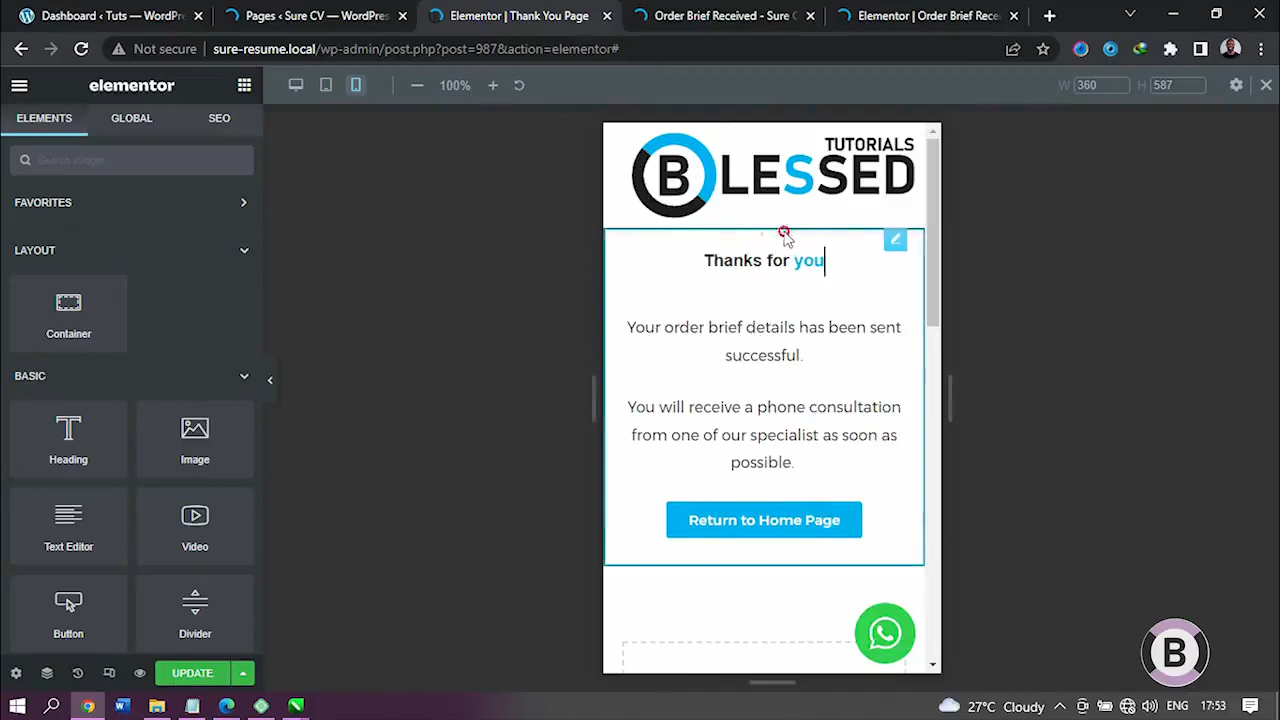 Dashboard ‹ Tuts — WordPre
Pages ‹ Sure CV — WordPres
Elementor | Thank You Page
Order Brief Received - Sure C
Elementor | Order Brief Rece
Not secure
sure-resume.local/wp-admin/post.php?post=987&action=elementor#
elementor
100%
W 360
H 587
ELEMENTS
GLOBAL
SEO
Search Widget...
FAVORITES
LAYOUT
Container
BASIC
Heading
Image
Text Editor
Video
Button
Divider
UPDATE
TUTORIALS
BLESSED
Thanks for you
Your order brief details has been sent
successful.
You will receive a phone consultation
from one of our specialist as soon as
possible.
Return to Home Page
B
27°C Cloudy
ENG
17:53